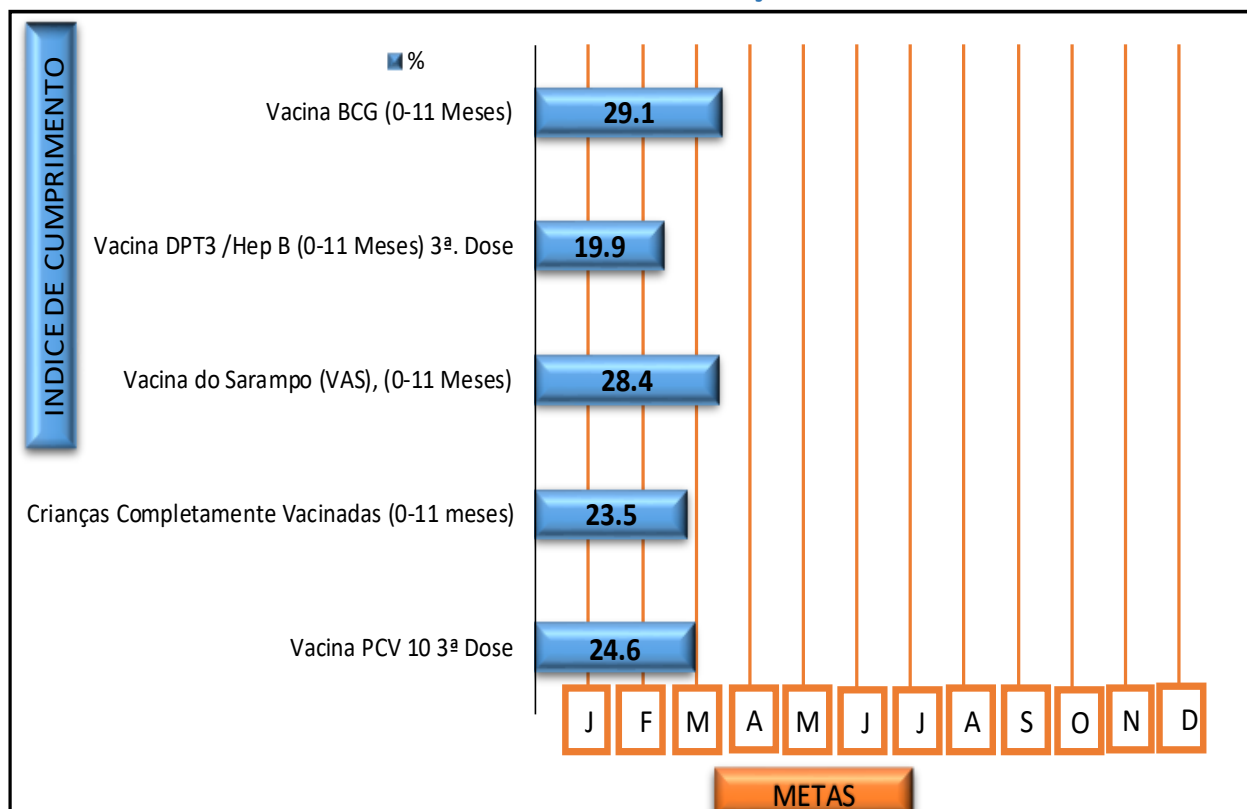 INDICE DE CUMPRIMENTO
%
Vacina BCG (0-11 Meses)
29.1
Vacina DPT3 /Hep B (0-11 Meses) 3ª. Dose
19.9
Vacina do Sarampo (VAS), (0-11 Meses)
28.4
Crianças Completamente Vacinadas (0-11 meses)
23.5
Vacina PCV 10 3ª Dose
24.6
J F M A M J J A S O N D
METAS